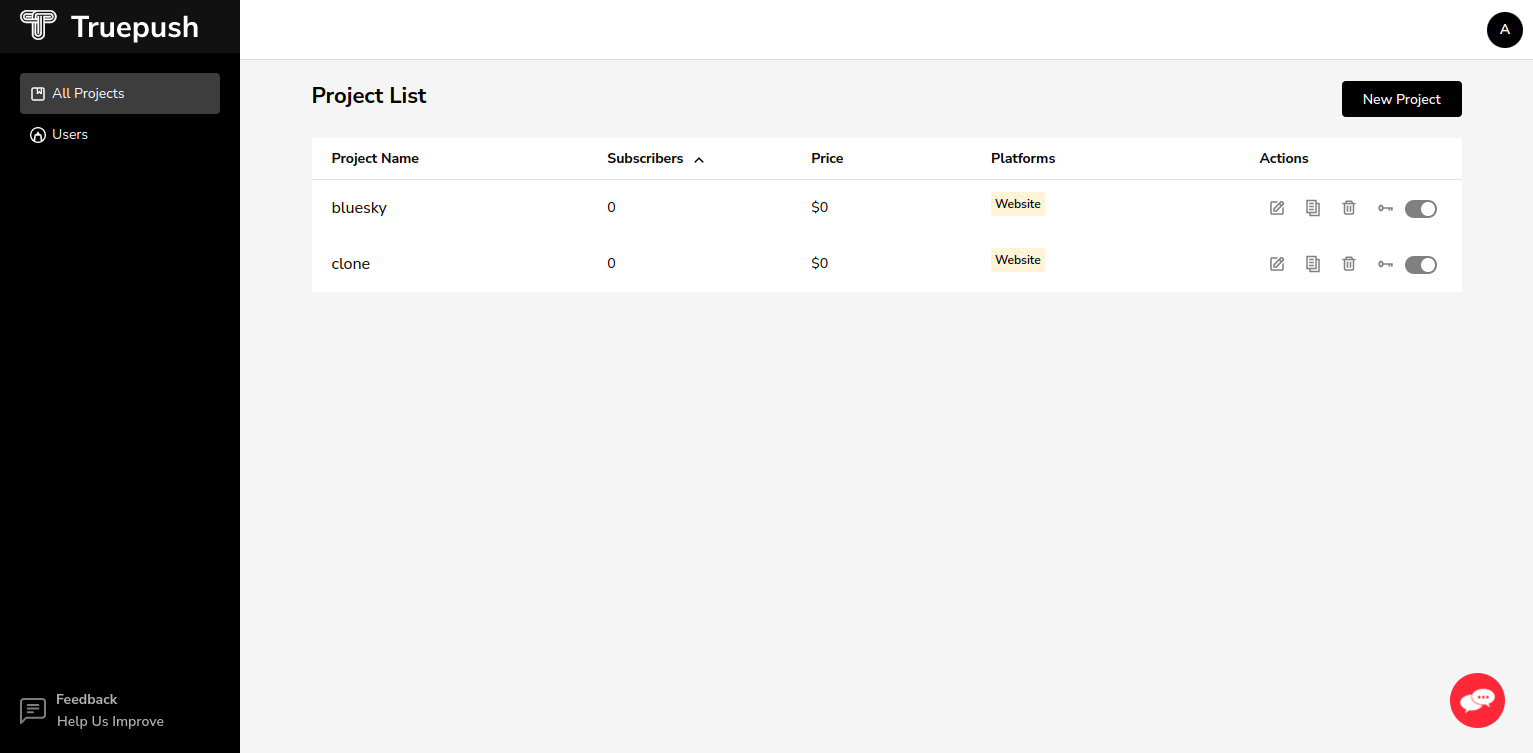 Truepush
A
All Projects
Users
Project List
New Project
Project Name Subscribers Price Platforms Actions
bluesky 0 $0 Website
clone 0 $0 Website
Feedback
Help Us Improve